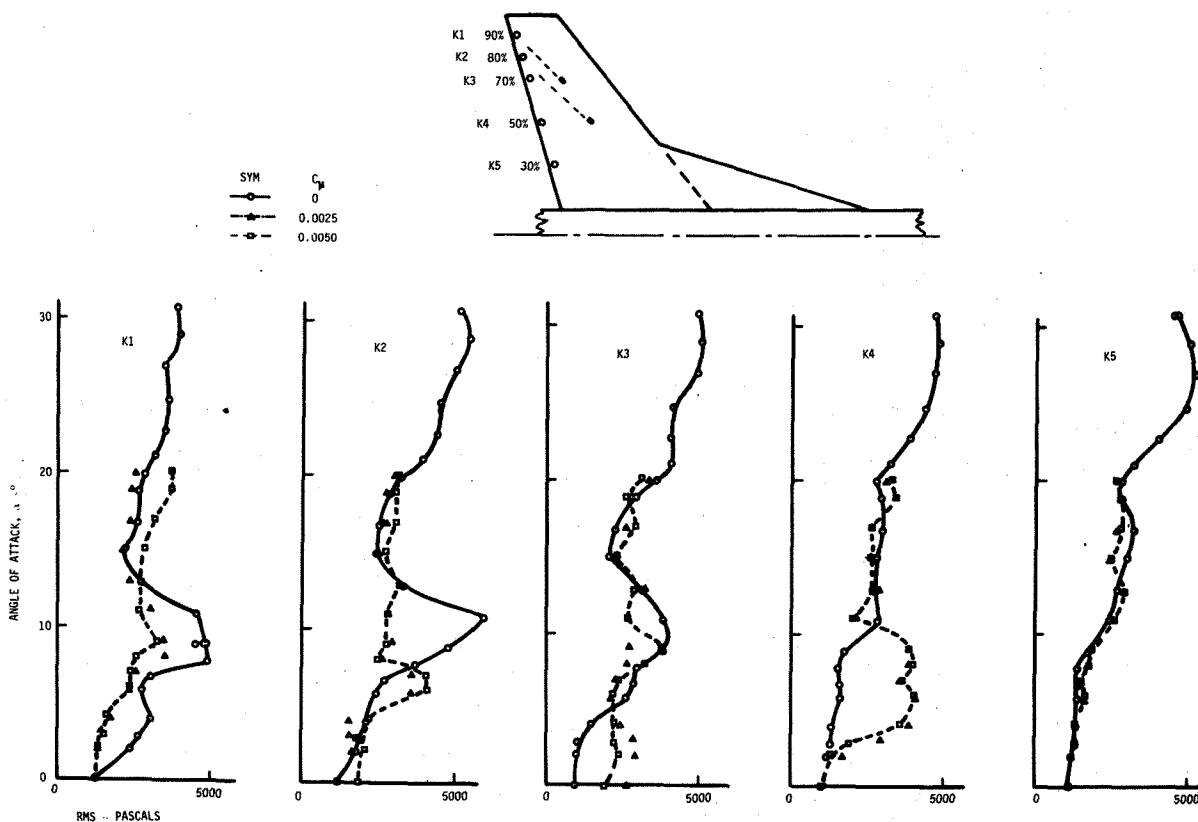 K1 90%
K2 80%
K3 70%
K4 50%
K5 30%
SYM Cμ
0
0.0025
0.0050
30
20
10
0
ANGLE OF ATTACK,
K1
K2
K3
K4
K5
0 5000
0 5000
0 5000
0 5000
0 5000
RMS - PASCALS